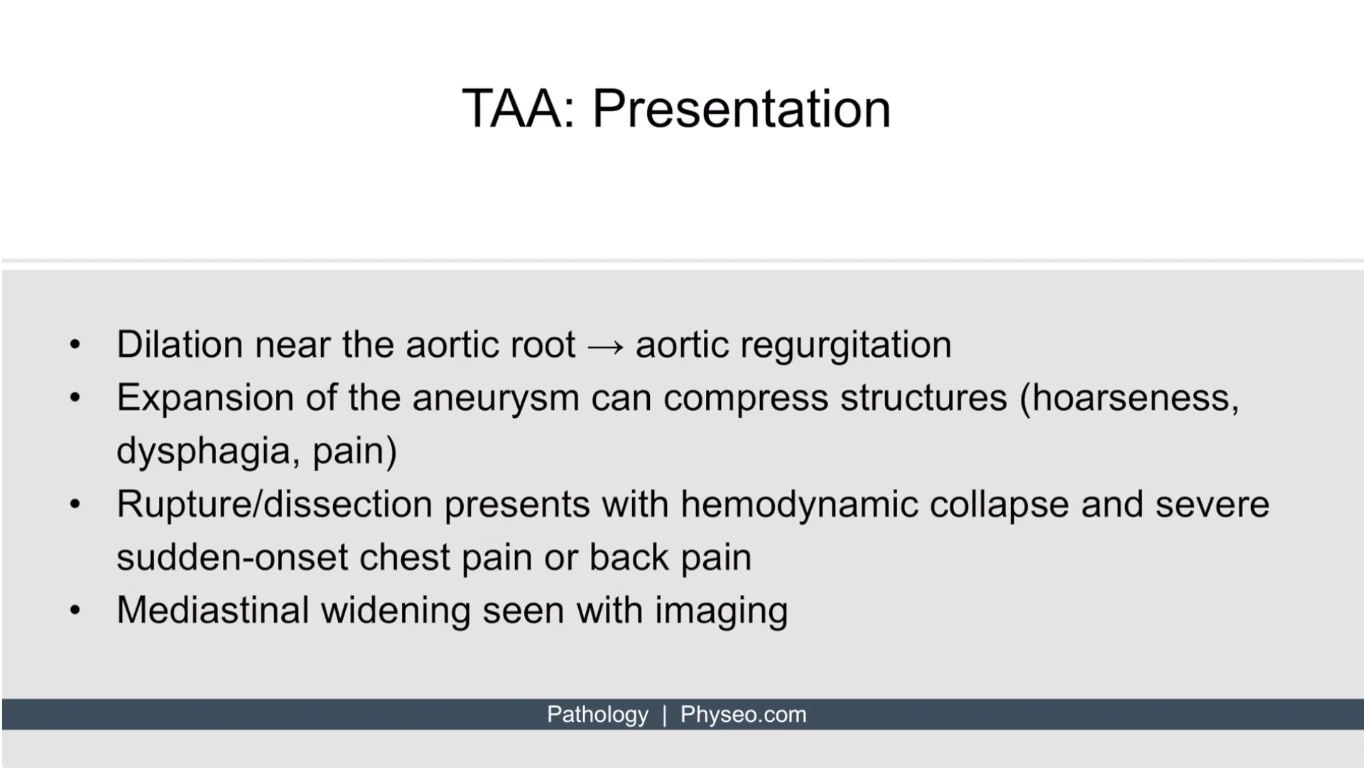 TAA: Presentation
• Dilation near the aortic root → aortic regurgitation
• Expansion of the aneurysm can compress structures (hoarseness,
dysphagia, pain)
• Rupture/dissection presents with hemodynamic collapse and severe
sudden-onset chest pain or back pain
• Mediastinal widening seen with imaging
Pathology | Physeo.com